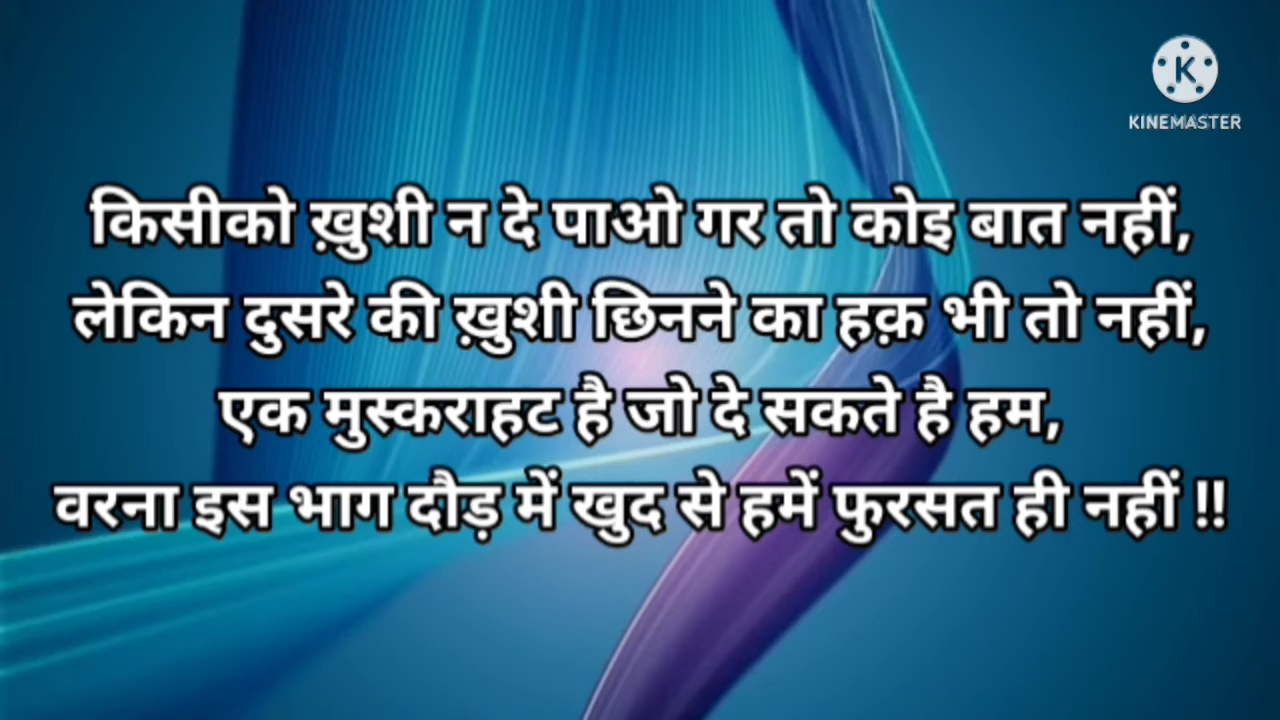 KINEMASTER
किसीको ख़ुशी न दे पाओ गर तो कोइ बात नहीं,
लेकिन दुसरे की ख़ुशी छिनने का हक़ भी तो नहीं,
एक मुस्कराहट है जो दे सकते है हम,
वरना इस भाग दौड़ में खुद से हमें फुरसत ही नहीं !!